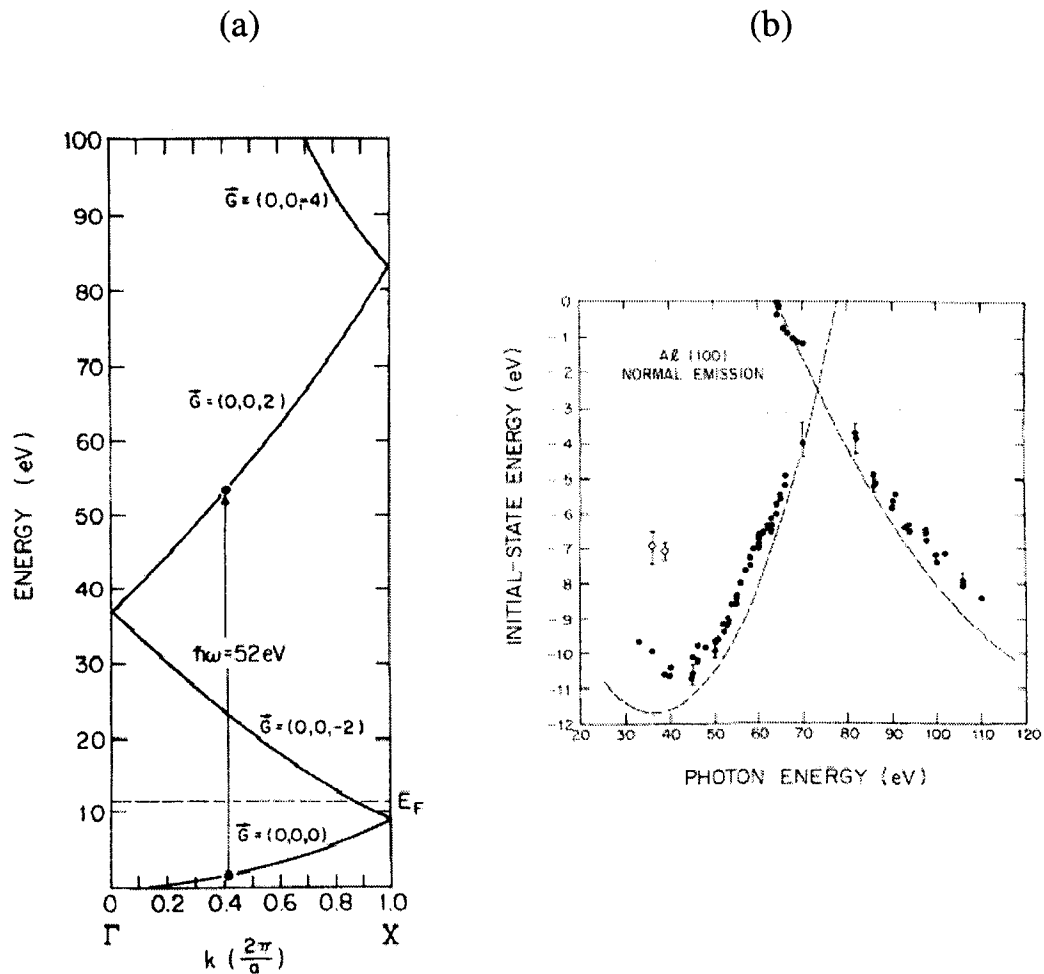 (a)
(b)
100
90
80
70
60
50
40
30
20
10
ENERGY (eV)
G⃗ = (0,0,-4)
G⃗ = (0,0,2)
ħω=52eV
G⃗ = (0,0,-2)
E_F
G⃗ = (0,0,0)
0 0.2 0.4 0.6 0.8 1.0
Γ X
k (2π/a)
INITIAL-STATE ENERGY (eV)
0
-1
-2
-3
-4
-5
-6
-7
-8
-9
-10
-11
-12
Aℓ (100)
NORMAL EMISSION
20 30 40 50 60 70 80 90 100 110 120
PHOTON ENERGY (eV)